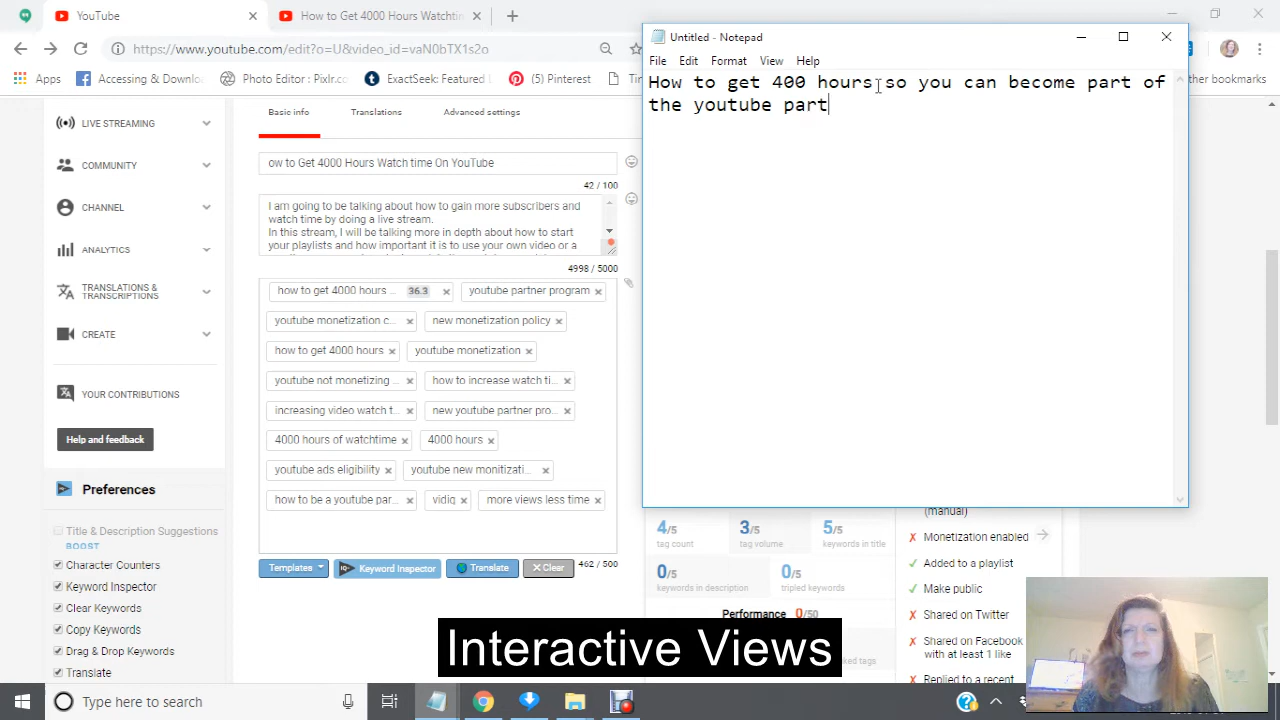 YouTube
How to Get 4000 Hours Watchtim
https://www.youtube.com/edit?o=U&video_id=vaN0bTX1s2o
Apps
Accessing & Downloa
Photo Editor : Pixlr.co
ExactSeek: Furthermo
(5) Pinterest
Tim
LIVE STREAMING
COMMUNITY
CHANNEL
ANALYTICS
TRANSLATIONS &
TRANSCRIPTIONS
CREATE
YOUR CONTRIBUTIONS
Help and feedback
Preferences
Title & Description Suggestions
BOOST
Character Counters
Keyword Inspector
Clear Keywords
Copy Keywords
Drag & Drop Keywords
Translate
Basic info
Translations
Advanced settings
ow to Get 4000 Hours Watch time On YouTube
42 / 100
I am going to be talking about how to gain more subscribers and
watch time by doing a live stream.
In this stream, I will be talking more in depth about how to start
your playlists and how important it is to use your own video or a
4998 / 5000
how to get 4000 hours ... 36.3
youtube partner program
youtube monetization c...
new monetization policy
how to get 4000 hours
youtube monetization
youtube not monetizing ...
how to increase watch ti...
increasing video watch t...
new youtube partner pro...
4000 hours of watchtime
4000 hours
youtube ads eligibility
youtube new monitizati...
how to be a youtube par...
vidiq
more views less time
Templates
Keyword Inspector
Translate
Clear
462 / 500
Untitled - Notepad
File Edit Format View Help
How to get 400 hours so you can become part of
the youtube part
4/5
tag count
3/5
tag volume
5/5
keywords in title
0/5
keywords in description
0/5
tripled keywords
Performance 0/50
ked tags
(manual)
Monetization enabled
Added to a playlist
Make public
Shared on Twitter
Shared on Facebook
with at least 1 like
Replied to a recent
Interactive Views
Type here to search